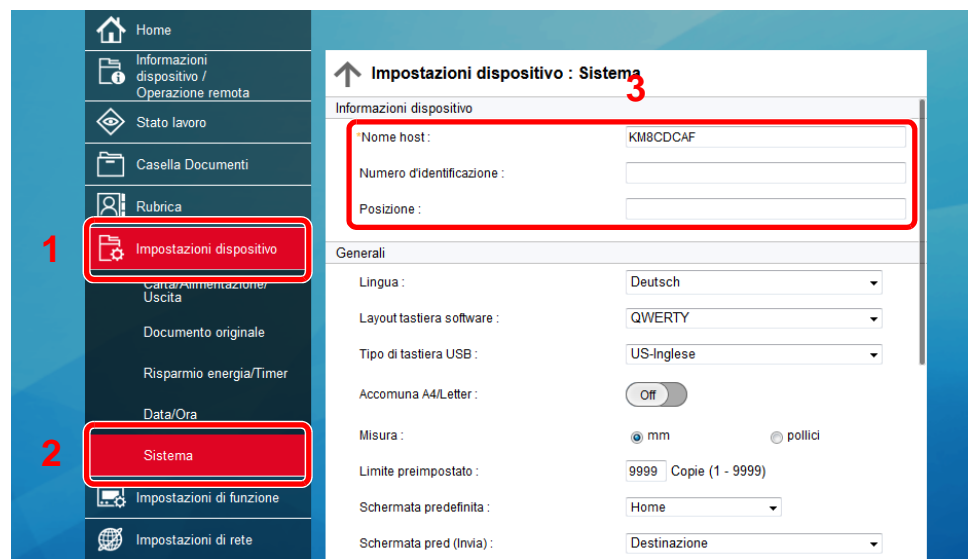 Home
Informazioni
dispositivo /
Operazione remota
Stato lavoro
Casella Documenti
Rubrica
1
Impostazioni dispositivo
Carta/Alimentazione/
Uscita
Documento originale
Risparmio energia/Timer
Data/Ora
2
Sistema
Impostazioni di funzione
Impostazioni di rete
Impostazioni dispositivo : Sistema
3
Informazioni dispositivo
*Nome host : KM8CDCAF
Numero d'identificazione :
Posizione :
Generali
Lingua : Deutsch
Layout tastiera software : QWERTY
Tipo di tastiera USB : US-Inglese
Accomuna A4/Letter : Off
Misura : mm pollici
Limite preimpostato : 9999 Copie (1 - 9999)
Schermata predefinita : Home
Schermata pred (Invia) : Destinazione